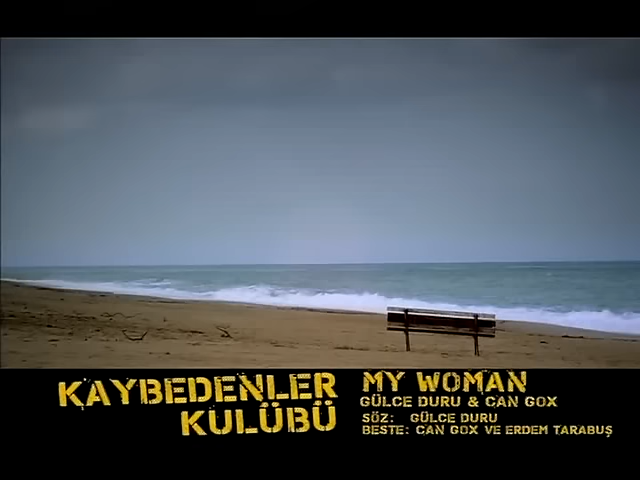 KAYBEDENLER
KULÜBÜ
MY WOMAN
GÜLCE DURU & CAN GOX
SÖZ: GÜLCE DURU
BESTE: CAN GOX VE ERDEM TARABUŞ